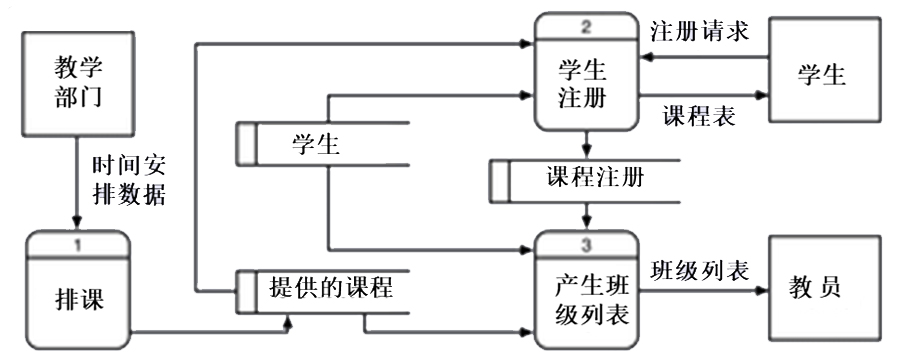 教学
部门
时间安
排数据
1
排课
学生
提供的课程
2
学生
注册
注册请求
课程表
学生
课程注册
3
产生班
级列表
班级列表
教员